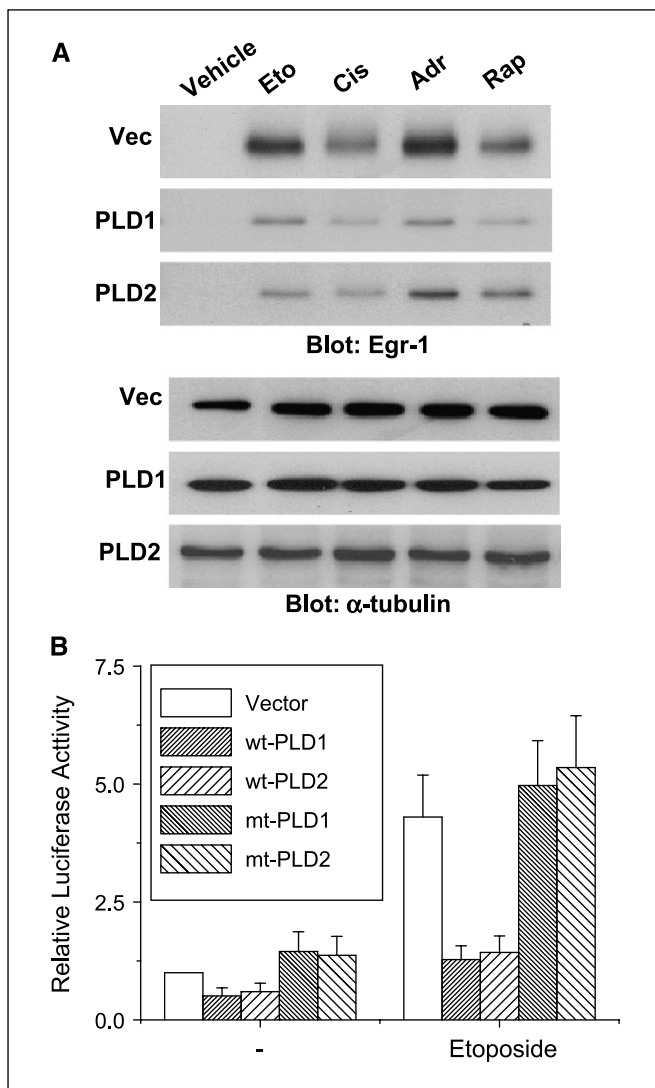 A
Vehicle Eto Cis Adr Rap
Vec
PLD1
PLD2
Blot: Egr-1
Vec
PLD1
PLD2
Blot: α-tubulin
B
Relative Luciferase Acttivity
7.5
5.0
2.5
0.0
Vector
wt-PLD1
wt-PLD2
mt-PLD1
mt-PLD2
-
Etoposide